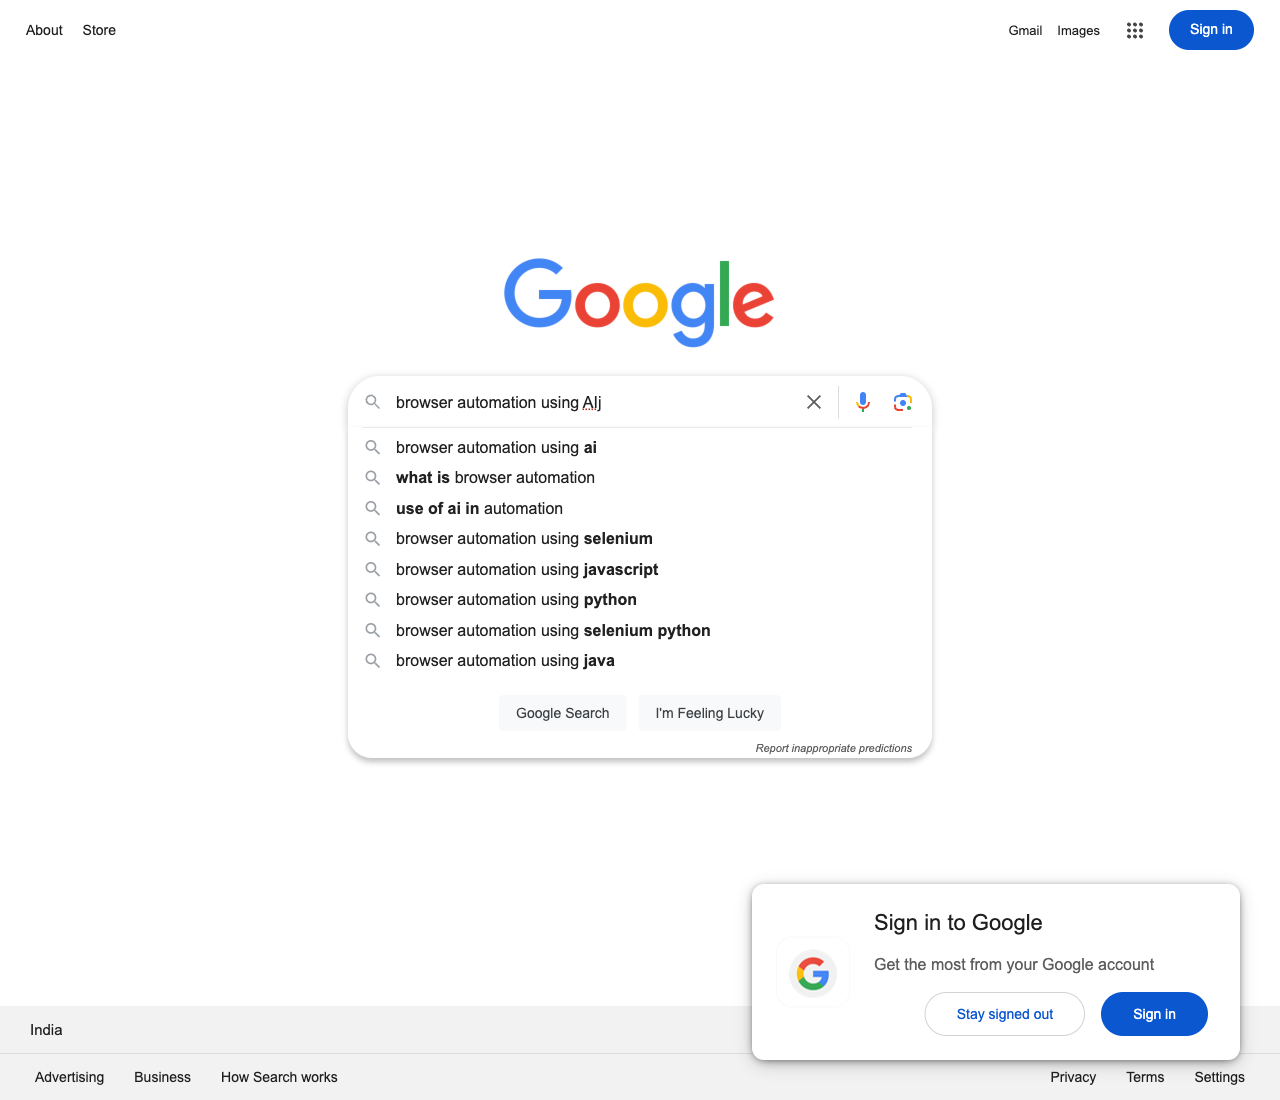 About Store Gmail Images Sign in
Google
browser automation using AIj
browser automation using ai
what is browser automation
use of ai in automation
browser automation using selenium
browser automation using javascript
browser automation using python
browser automation using selenium python
browser automation using java
Google Search I'm Feeling Lucky
Report inappropriate predictions
Sign in to Google
Get the most from your Google account
Stay signed out Sign in
India
Advertising Business How Search works Privacy Terms Settings